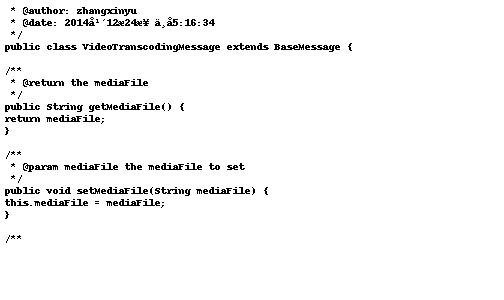 * @author: zhangxinyu
 * @date: 2014å¹´12æ24æ¥ ä¸å5:16:34
 */
public class VideoTranscodingMessage extends BaseMessage {

/**
 * @return the mediaFile
 */
public String getMediaFile() {
return mediaFile;
}

/**
 * @param mediaFile the mediaFile to set
 */
public void setMediaFile(String mediaFile) {
this.mediaFile = mediaFile;
}

/**